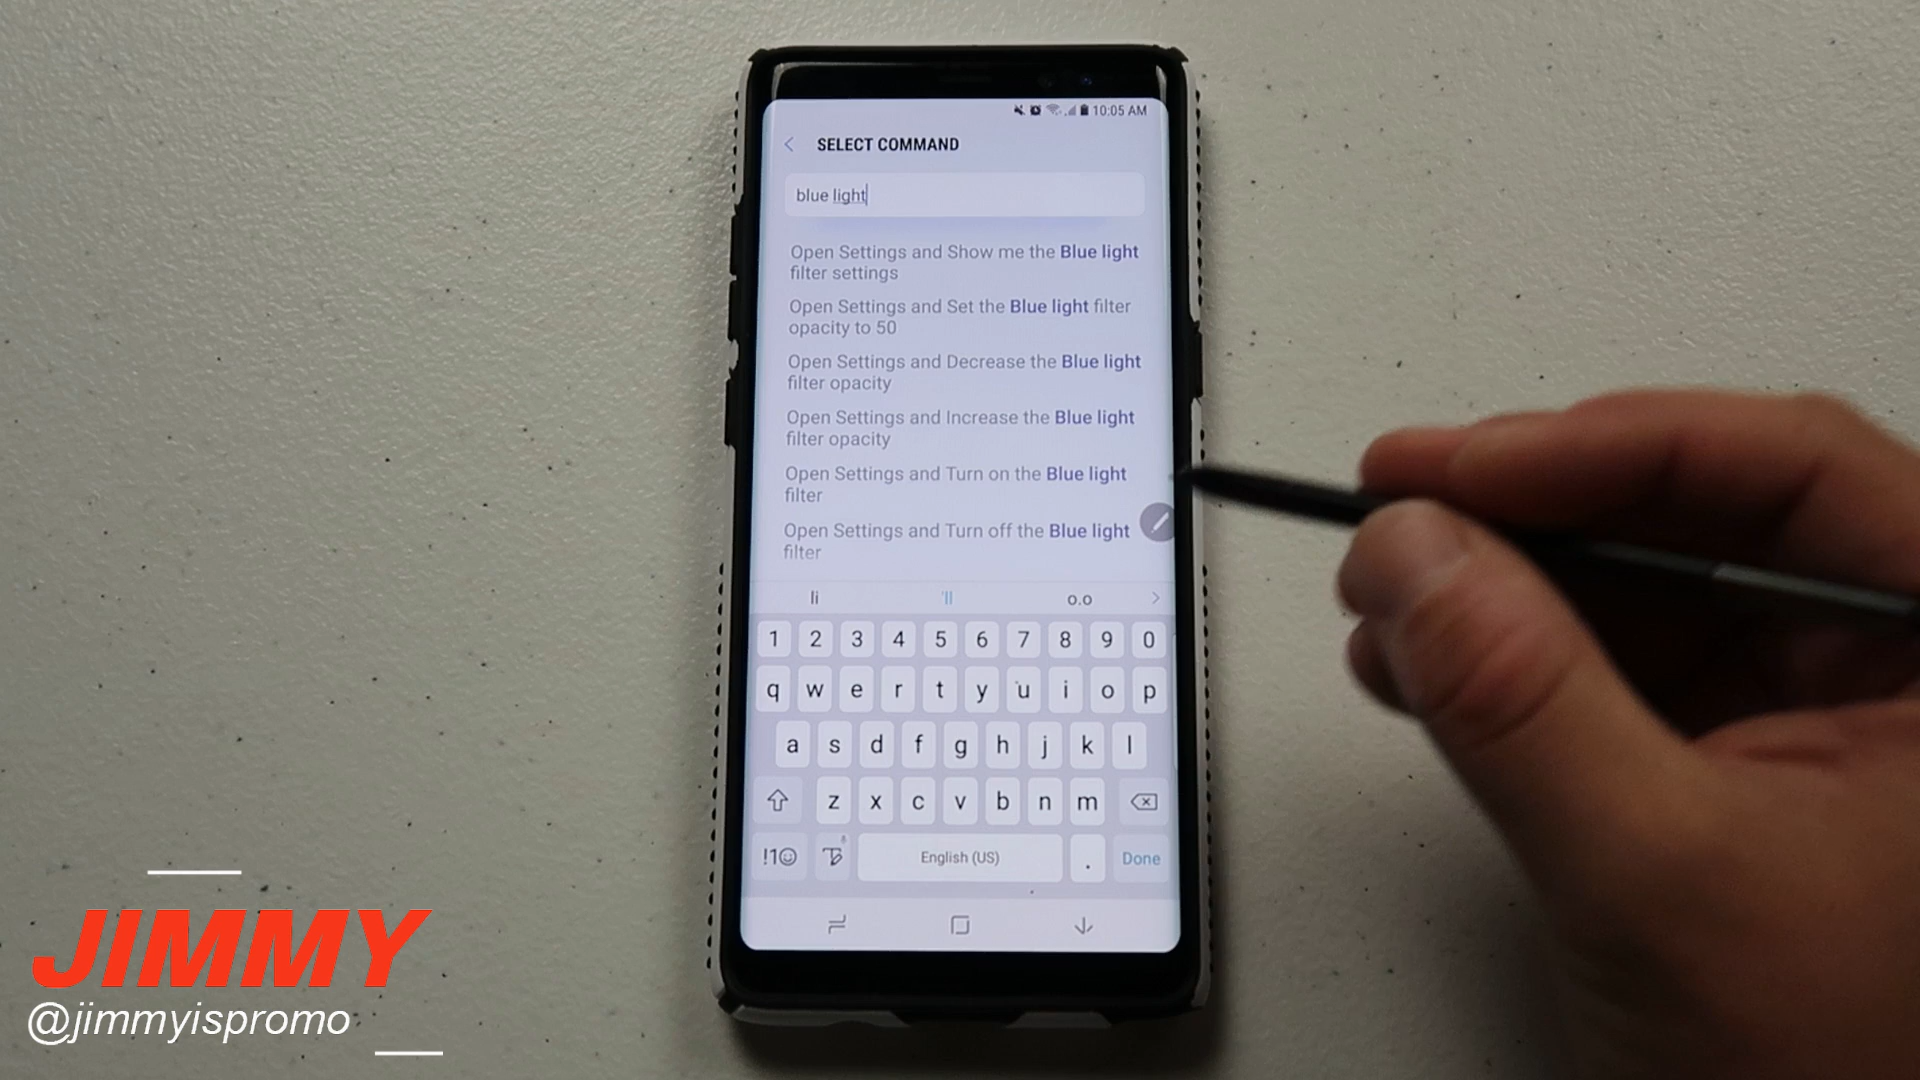 10:05 AM
SELECT COMMAND
blue light
Open Settings and Show me the Blue light
filter settings
Open Settings and Set the Blue light filter
opacity to 50
Open Settings and Decrease the Blue light
filter opacity
Open Settings and Increase the Blue light
filter opacity
Open Settings and Turn on the Blue light
filter
Open Settings and Turn off the Blue light
filter
li 'll o.o
1 2 3 4 5 6 7 8 9 0
q w e r t y u i o p
a s d f g h j k l
z x c v b n m
!1☺ T English (US) . Done
JIMMY
@jimmyispromo